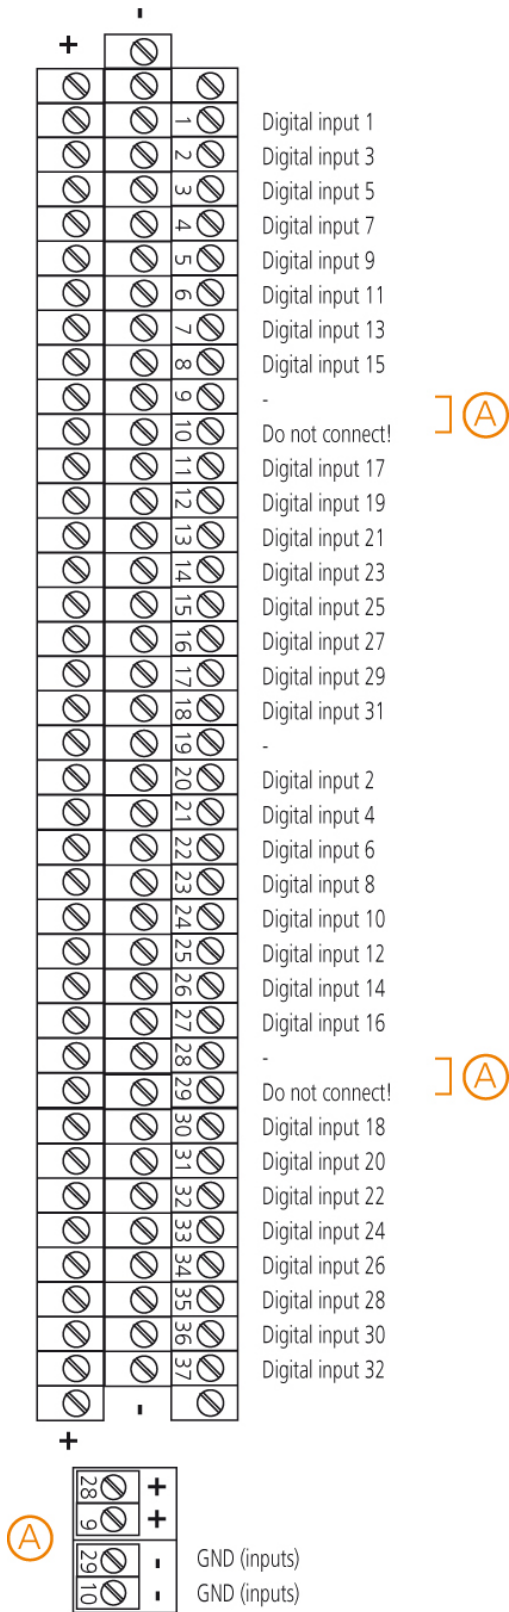 -
+
1 Digital input 1
2 Digital input 3
3 Digital input 5
4 Digital input 7
5 Digital input 9
6 Digital input 11
7 Digital input 13
8 Digital input 15
9 -
A
10 Do not connect!
11 Digital input 17
12 Digital input 19
13 Digital input 21
14 Digital input 23
15 Digital input 25
16 Digital input 27
17 Digital input 29
18 Digital input 31
19 -
20 Digital input 2
21 Digital input 4
22 Digital input 6
23 Digital input 8
24 Digital input 10
25 Digital input 12
26 Digital input 14
27 Digital input 16
28 -
A
29 Do not connect!
30 Digital input 18
31 Digital input 20
32 Digital input 22
33 Digital input 24
34 Digital input 26
35 Digital input 28
36 Digital input 30
37 Digital input 32
-
+
28 +
9 +
A
29 - GND (inputs)
10 - GND (inputs)